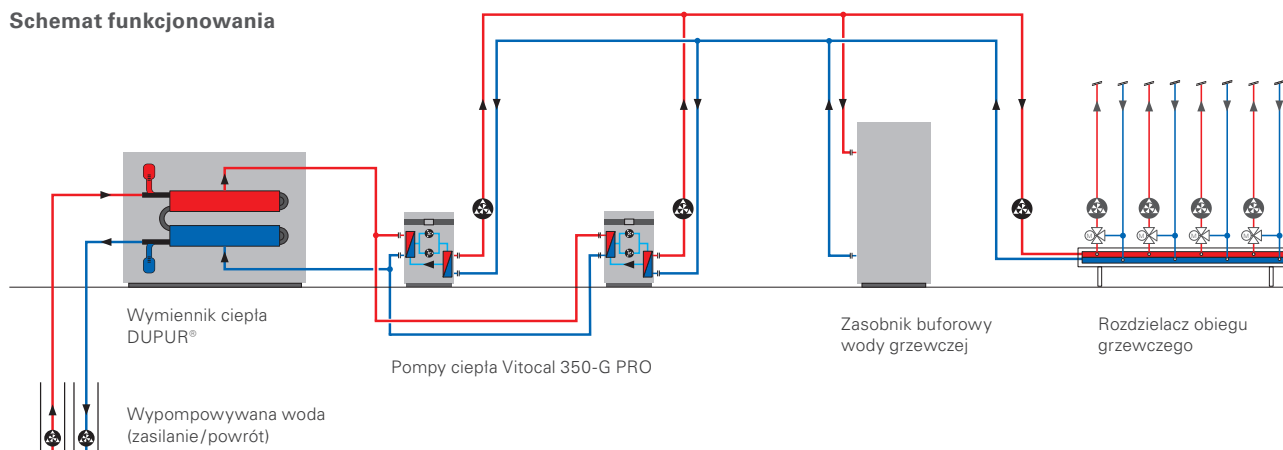 Schemat funkcjonowania
Wymiennik ciepła
DUPUR®
Pompy ciepła Vitocal 350-G PRO
Zasobnik buforowy
wody grzewczej
Rozdzielacz obiegu
grzewczego
Wypompowywana woda
(zasilanie/powrót)
M
M
M
M